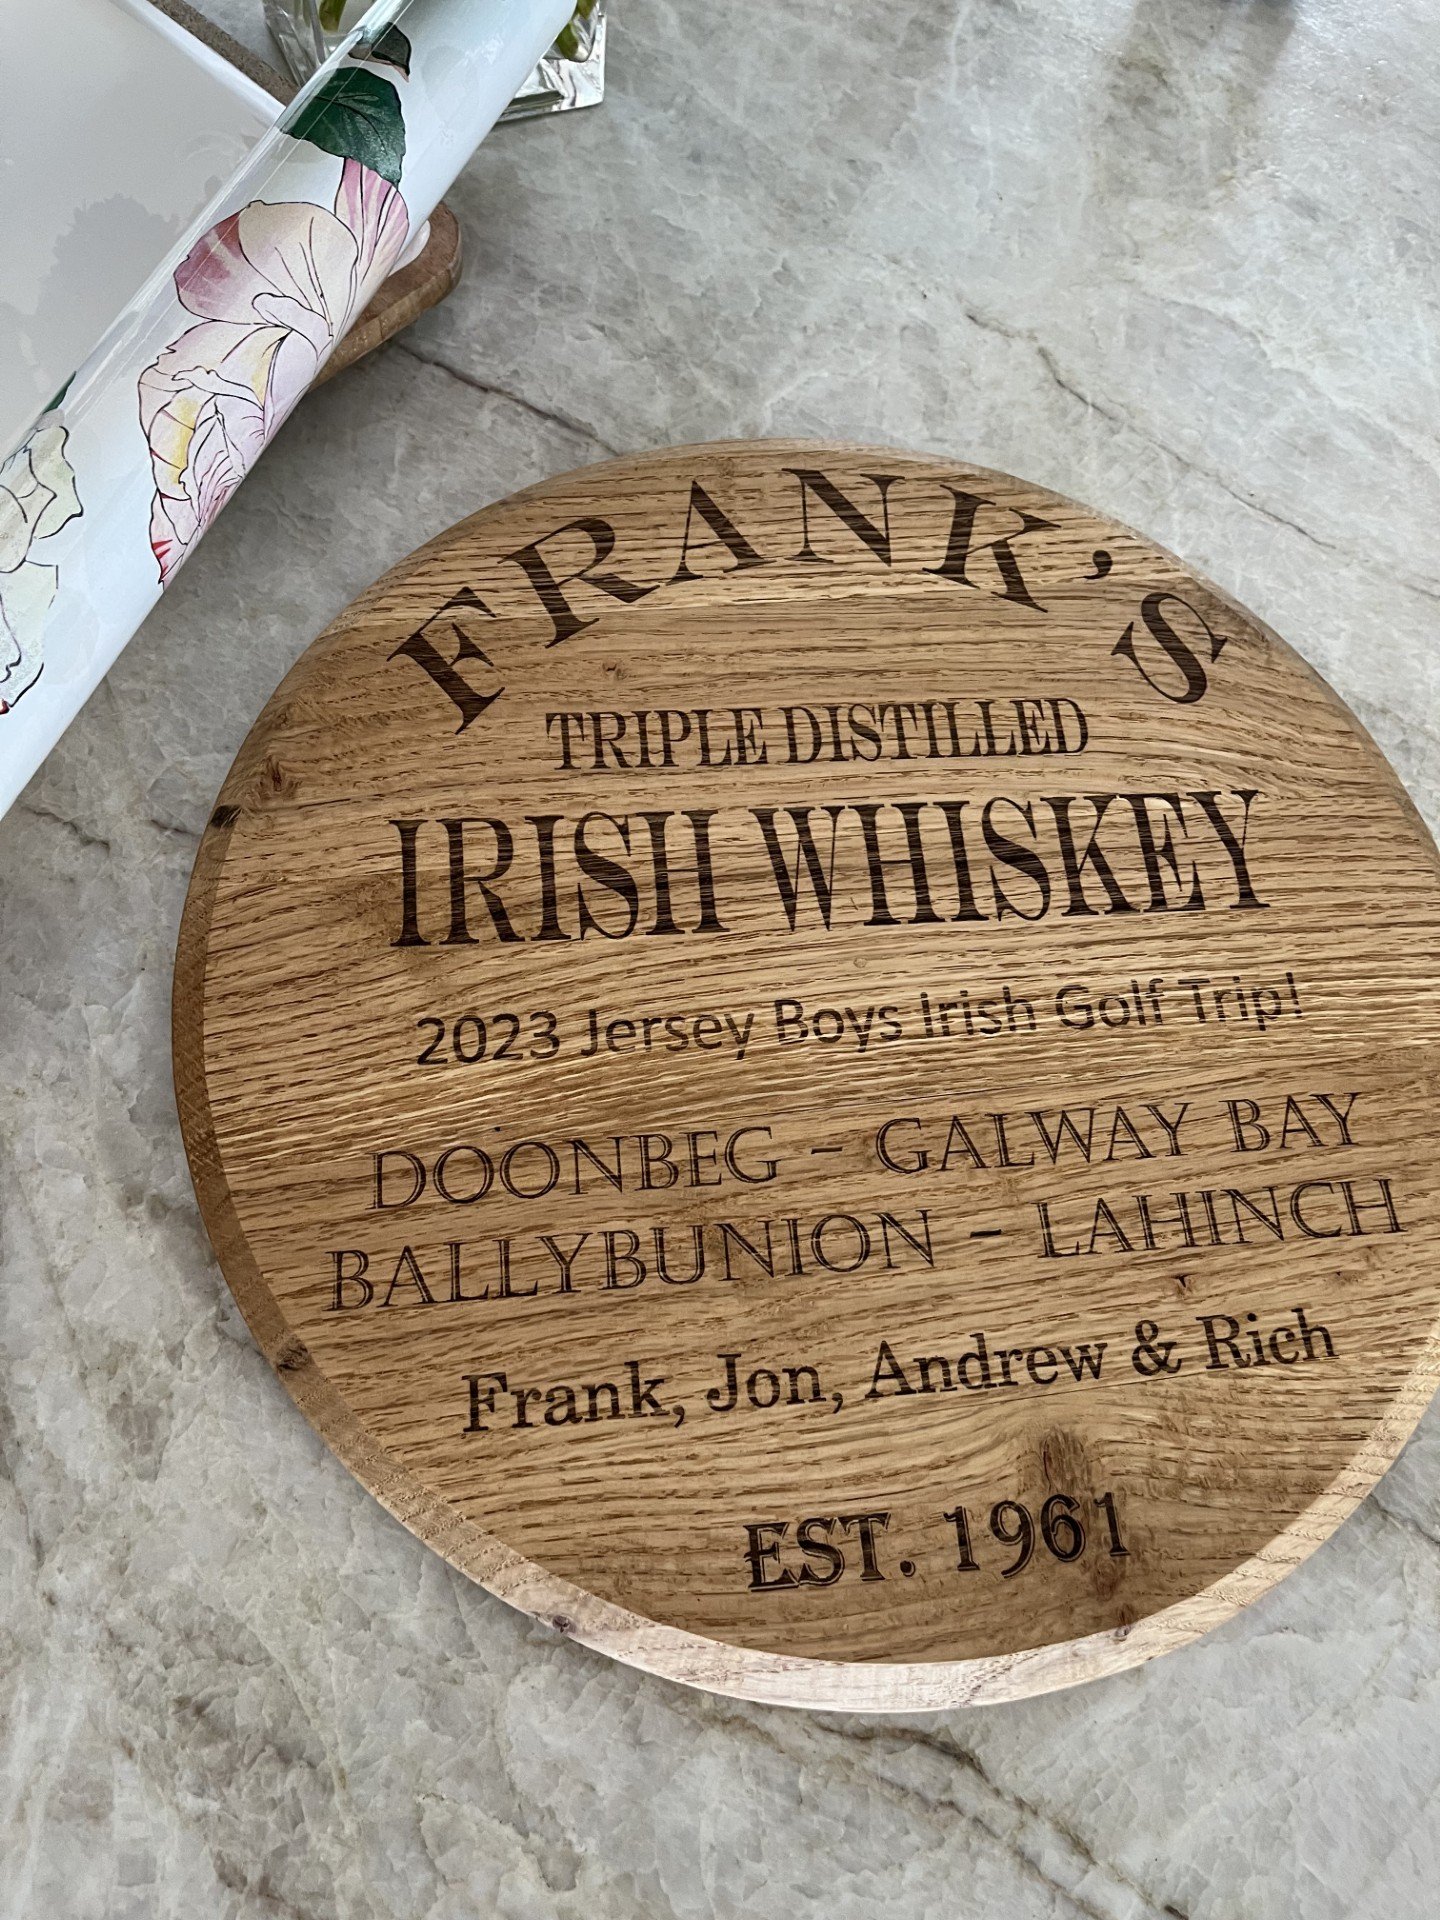 FRANK'S
TRIPLE DISTILLED
IRISH WHISKEY
2023 Jersey Boys Irish Golf Trip!
DOONBEG - GALWAY BAY
BALLYBUNION - LAHINCH
Frank, Jon, Andrew & Rich
EST. 1961